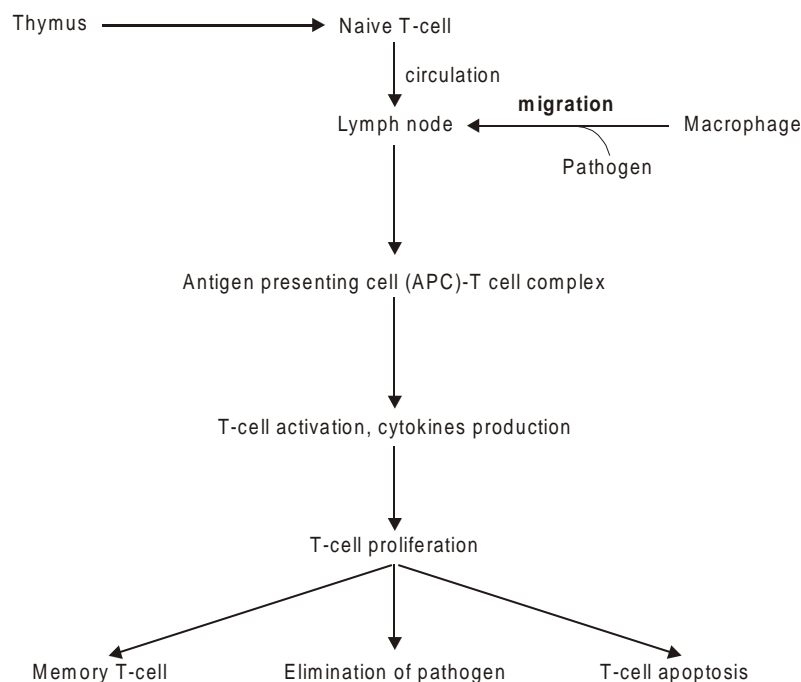 Thymus
Naive T-cell
circulation
migration
Lymph node
Macrophage
Pathogen
Antigen presenting cell (APC)-T cell complex
T-cell activation, cytokines production
T-cell proliferation
Memory T-cell
Elimination of pathogen
T-cell apoptosis